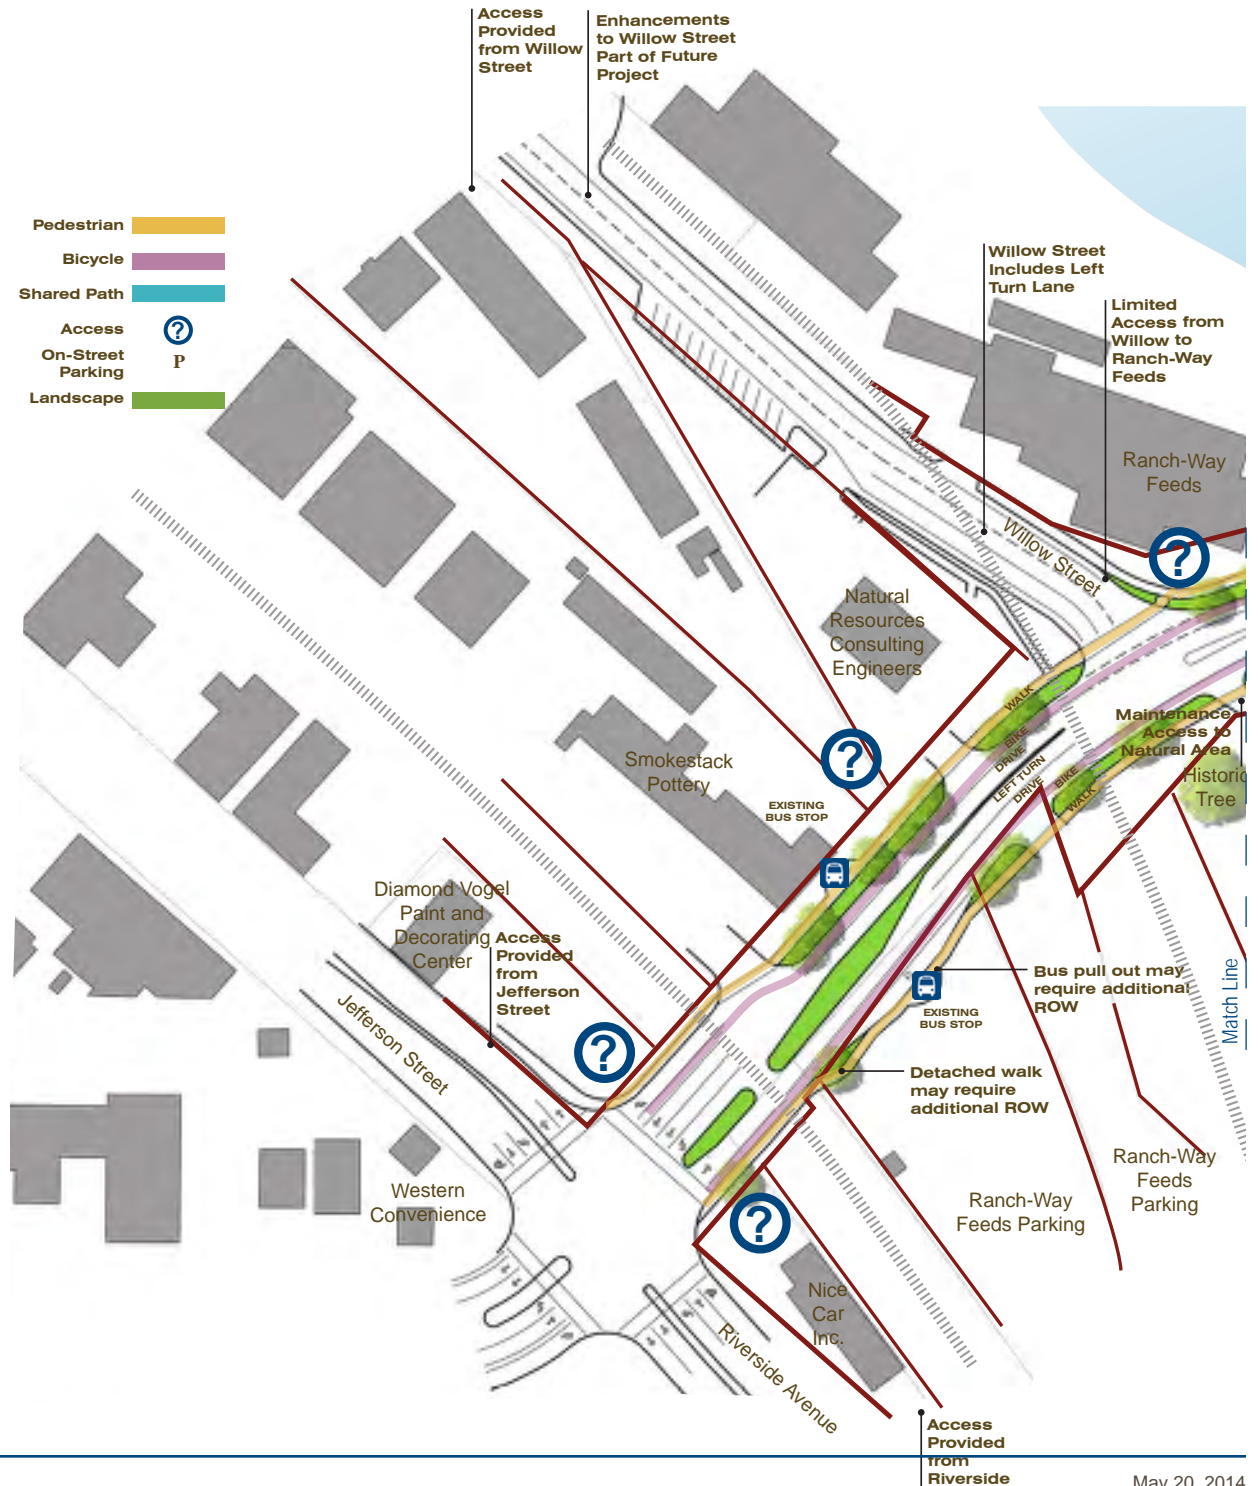 Access
Provided
from Willow
Street
Enhancements
to Willow Street
Part of Future
Project
Pedestrian
Bicycle
Shared Path
Access
?
On-Street
Parking
P
Landscape
Willow Street
Includes Left
Turn Lane
Limited
Access from
Willow to
Ranch-Way
Feeds
Ranch-Way
Feeds
?
Willow Street
Natural
Resources
Consulting
Engineers
WALK
BIKE
DRIVE
LEFT TURN
DRIVE
BIKE
WALK
Maintenance
Access to
Natural Area
Historic
Tree
?
Smokestack
Pottery
EXISTING
BUS STOP
Diamond Vogel
Paint and
Decorating
Center
Access
Provided
from
Jefferson
Street
Jefferson Street
?
Bus pull out may
require additional
ROW
EXISTING
BUS STOP
Match Line
Detached walk
may require
additional ROW
Ranch-Way
Feeds
Parking
Ranch-Way
Feeds Parking
Western
Convenience
?
Nice
Car
Inc.
Riverside Avenue
Access
Provided
from
Riverside
May 20, 2014